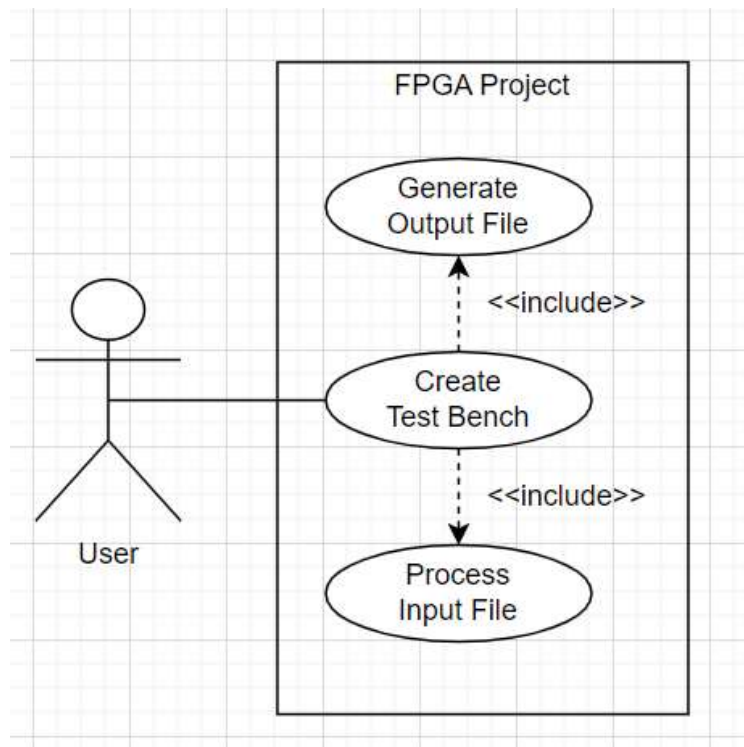 FPGA Project
Generate
Output File
<<include>>
Create
Test Bench
<<include>>
User
Process
Input File